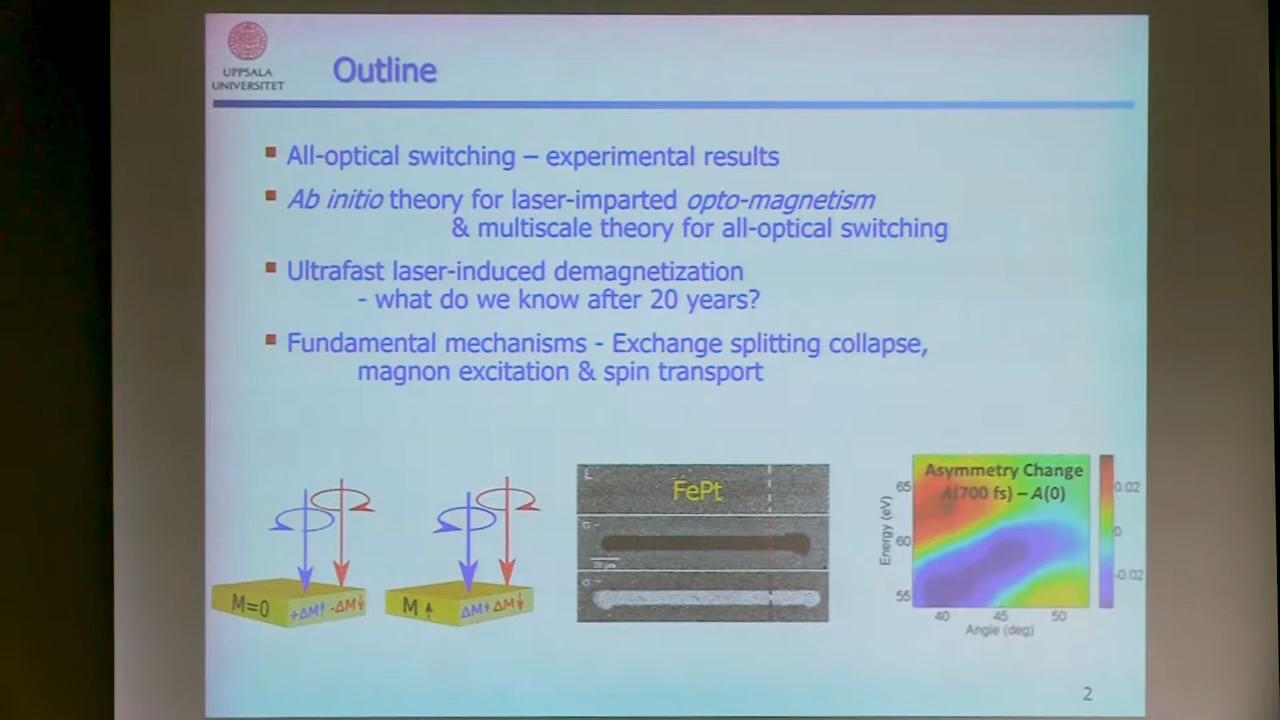 UPPSALA
UNIVERSITET
Outline
All-optical switching – experimental results
Ab initio theory for laser-imparted opto-magnetism
& multiscale theory for all-optical switching
Ultrafast laser-induced demagnetization
- what do we know after 20 years?
Fundamental mechanisms - Exchange splitting collapse,
magnon excitation & spin transport
M=0
+ΔM↑ -ΔM↓
M ↑
ΔM↑ ΔM↓
L
FePt
σ-
σ-
Asymmetry Change
A(700 fs) – A(0)
Energy (eV)
65
60
55
40 45 50
Angle (deg)
0.02
0
-0.02
2